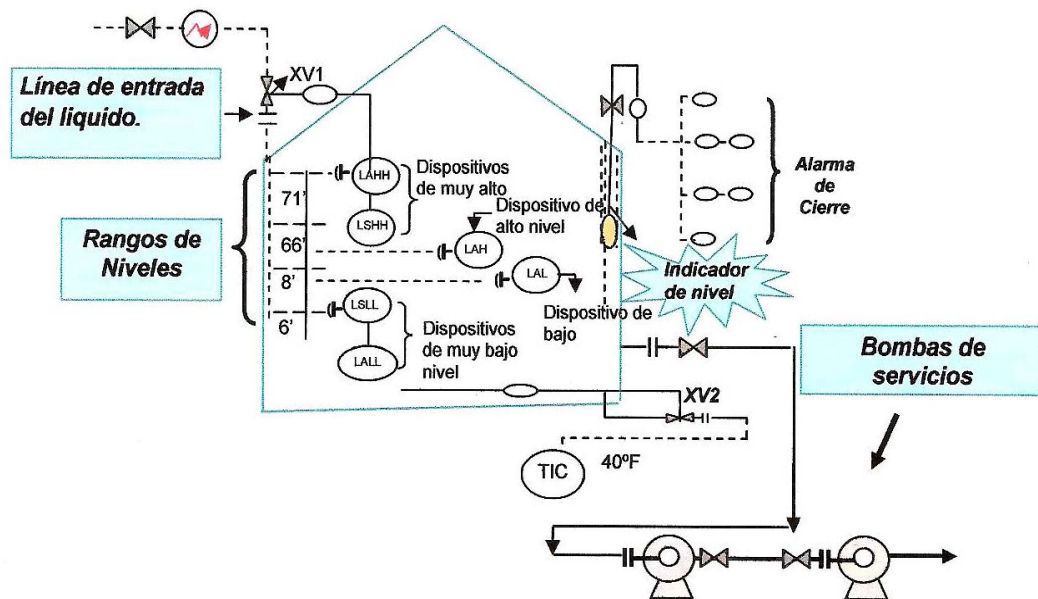 XV1
Línea de entrada
del liquido.
LAHH
Dispositivos
de muy alto
71'
LSHH
Dispositivo de
alto nivel
Rangos de
Niveles
66'
LAH
8'
LAL
Dispositivo de
bajo
6'
LSLL
LALL
Dispositivos
de muy bajo
nivel
Alarma
de
Cierre
Indicador
de nivel
Bombas de
servicios
XV2
TIC
40ºF